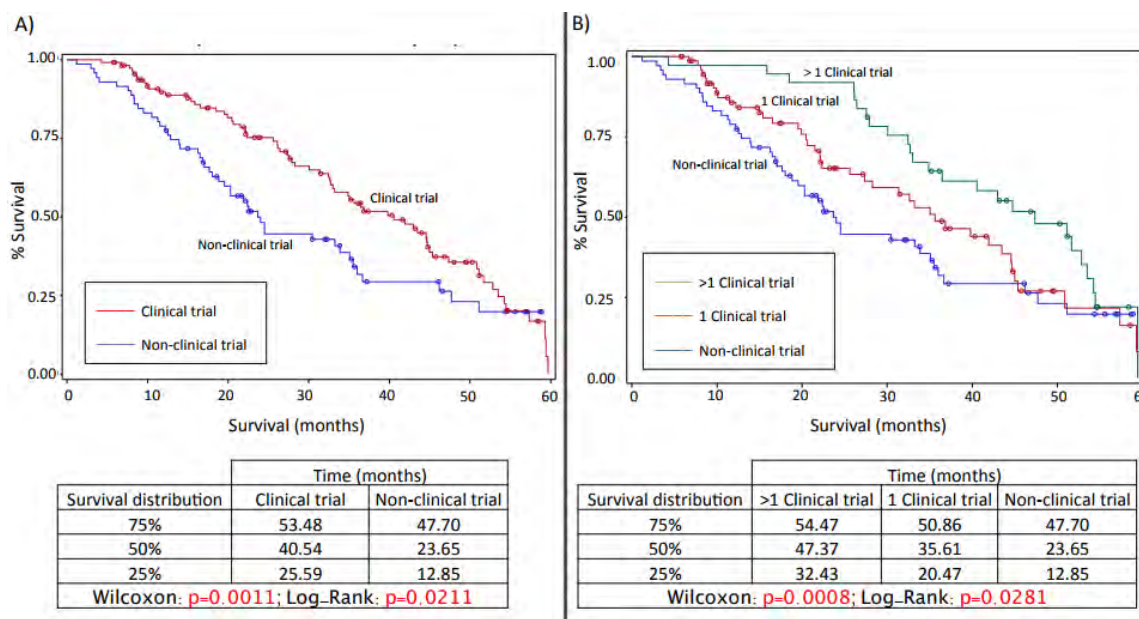 A)
% Survival
1.00
0.75
0.50
0.25
0.00
Clinical trial
Non-clinical trial
Clinical trial
Non-clinical trial
0 10 20 30 40 50 60
Survival (months)
Time (months)
Survival distribution Clinical trial Non-clinical trial
75% 53.48 47.70
50% 40.54 23.65
25% 25.59 12.85
Wilcoxon: p=0.0011; Log-Rank: p=0.0211
B)
% Survival
1.00
0.75
0.50
0.25
0.00
> 1 Clinical trial
1 Clinical trial
Non-clinical trial
>1 Clinical trial
1 Clinical trial
Non-clinical trial
0 10 20 30 40 50 6
Survival (months)
Time (months)
Survival distribution >1 Clinical trial 1 Clinical trial Non-clinical trial
75% 54.47 50.86 47.70
50% 47.37 35.61 23.65
25% 32.43 20.47 12.85
Wilcoxon: p=0.0008; Log-Rank: p=0.0281